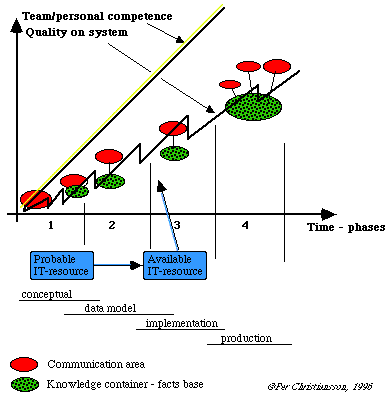 Team/personal competence
Quality on system
1 2 3 4
Time - phases
Probable
IT-resource
Available
IT-resource
conceptual
data model
implementation
production
Communication area
Knowledge container - facts base
@Per Christiansson, 1996